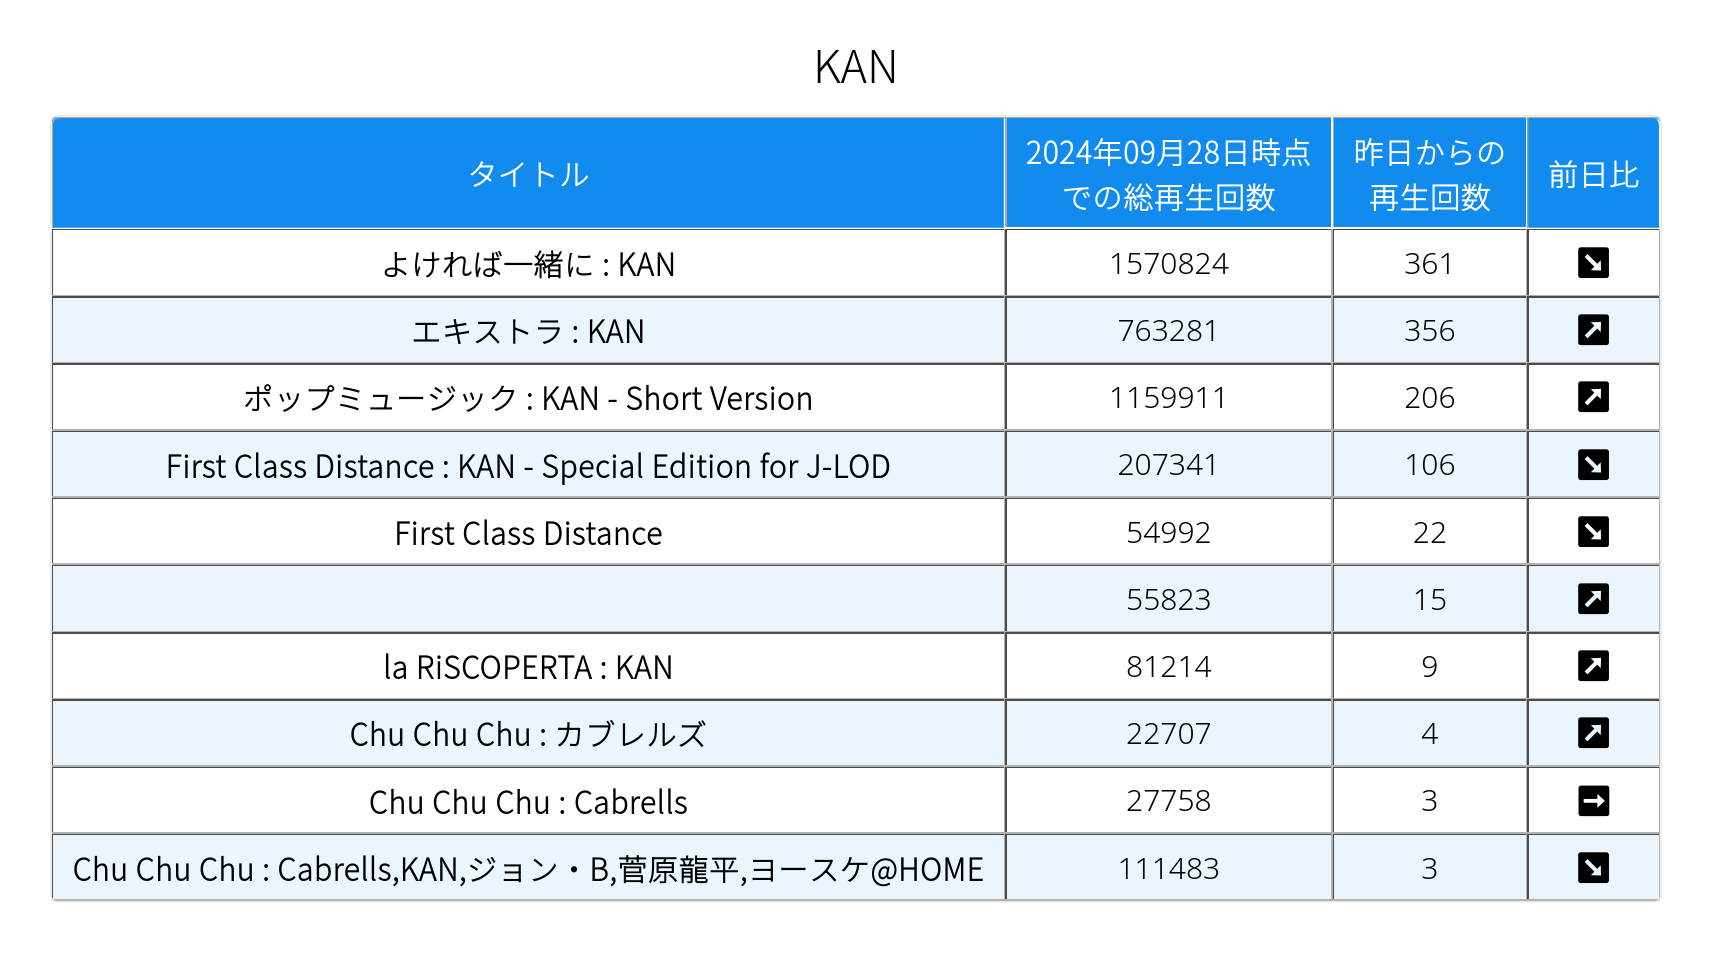 KAN
タイトル
2024年09月28日時点
での総再生回数
昨日からの
再生回数
前日比
よければ一緒に : KAN 1570824 361
エキストラ : KAN 763281 356
ポップミュージック : KAN - Short Version 1159911 206
First Class Distance : KAN - Special Edition for J-LOD 207341 106
First Class Distance 54992 22
55823 15
la RiSCOPERTA : KAN 81214 9
Chu Chu Chu : カブレルズ 22707 4
Chu Chu Chu : Cabrells 27758 3
Chu Chu Chu : Cabrells,KAN,ジョン・B,菅原龍平,ヨースケ@HOME 111483 3